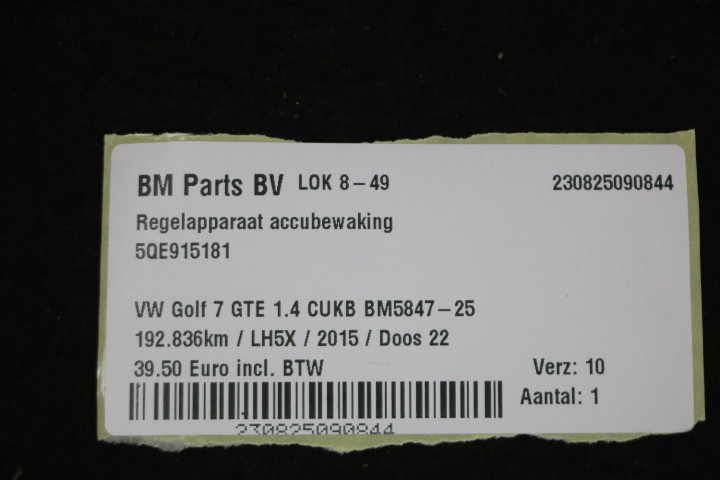 BM Parts BV LOK 8-49 230825090844
Regelapparaat accubewaking
5QE915181
VW Golf 7 GTE 1.4 CUKB BM5847-25
192.836km / LH5X / 2015 / Doos 22
39.50 Euro incl. BTW Verz: 10
Aantal: 1
230825090844